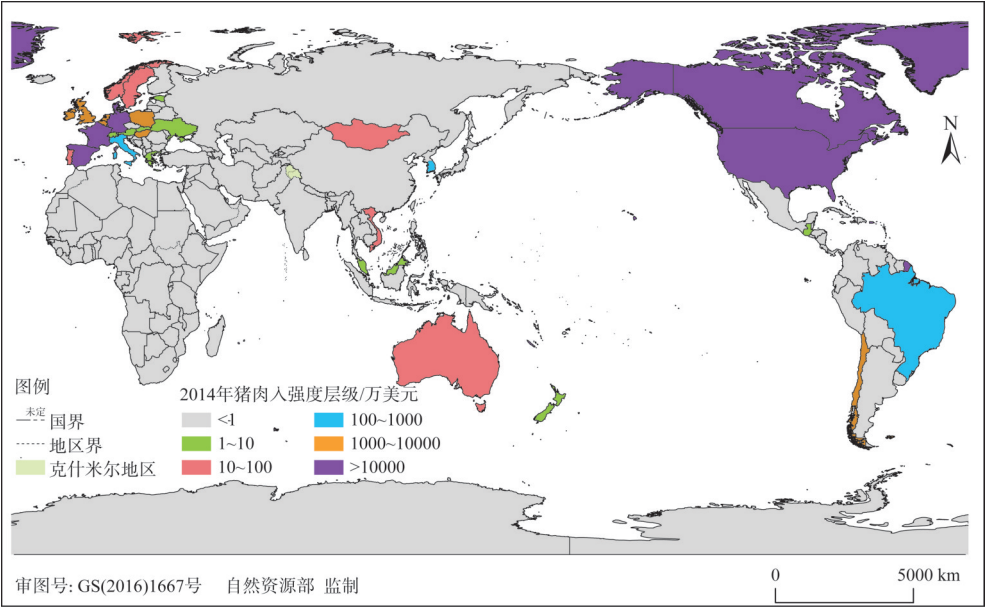 N
图例
未定
国界
地区界
克什米尔地区
2014年猪肉入强度层级/万美元
<1
1~10
10~100
100~1000
1000~10000
>10000
审图号: GS(2016)1667号 自然资源部 监制
0 5000 km